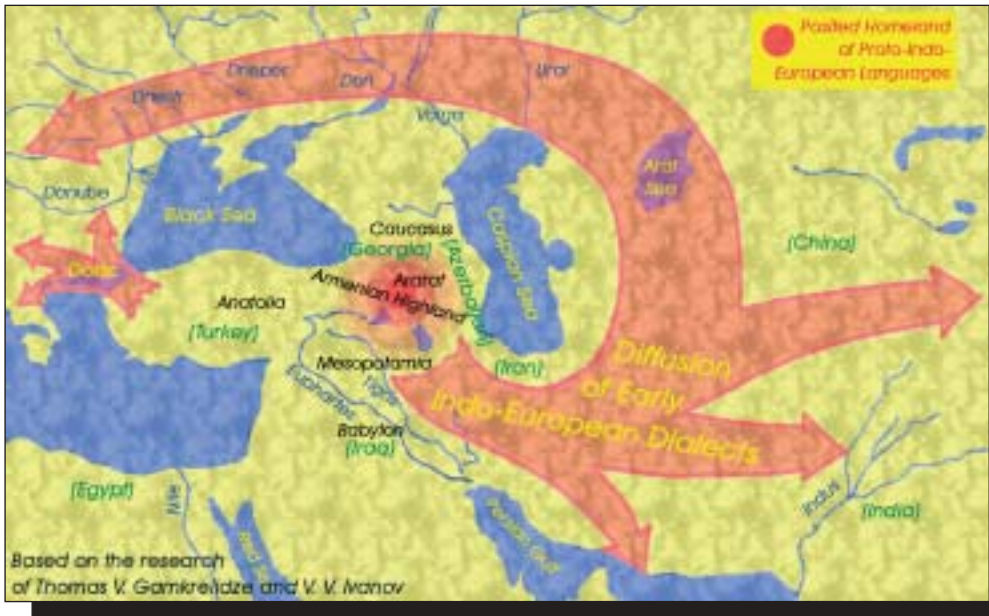 Posited Homeland
of Proto-Indo-
European Languages
Dnieper
Don
Ural
Dniestr
Volga
Aral
Sea
Danube
Black Sea
Caspian Sea
Caucasus
(Georgia)
(Azerbaijan)
(China)
Ararat
Armenian Highland
Anatolia
(Turkey)
Mesopotamia
(Iran)
Euphrates
Tigris
Babylon
(Iraq)
Diffusion
of Early
Indo-European Dialects
(Egypt)
Nile
Red
Persian Gulf
Indus
(India)
Based on the research
of Thomas V. Gamkrelidze and V. V. Ivanov